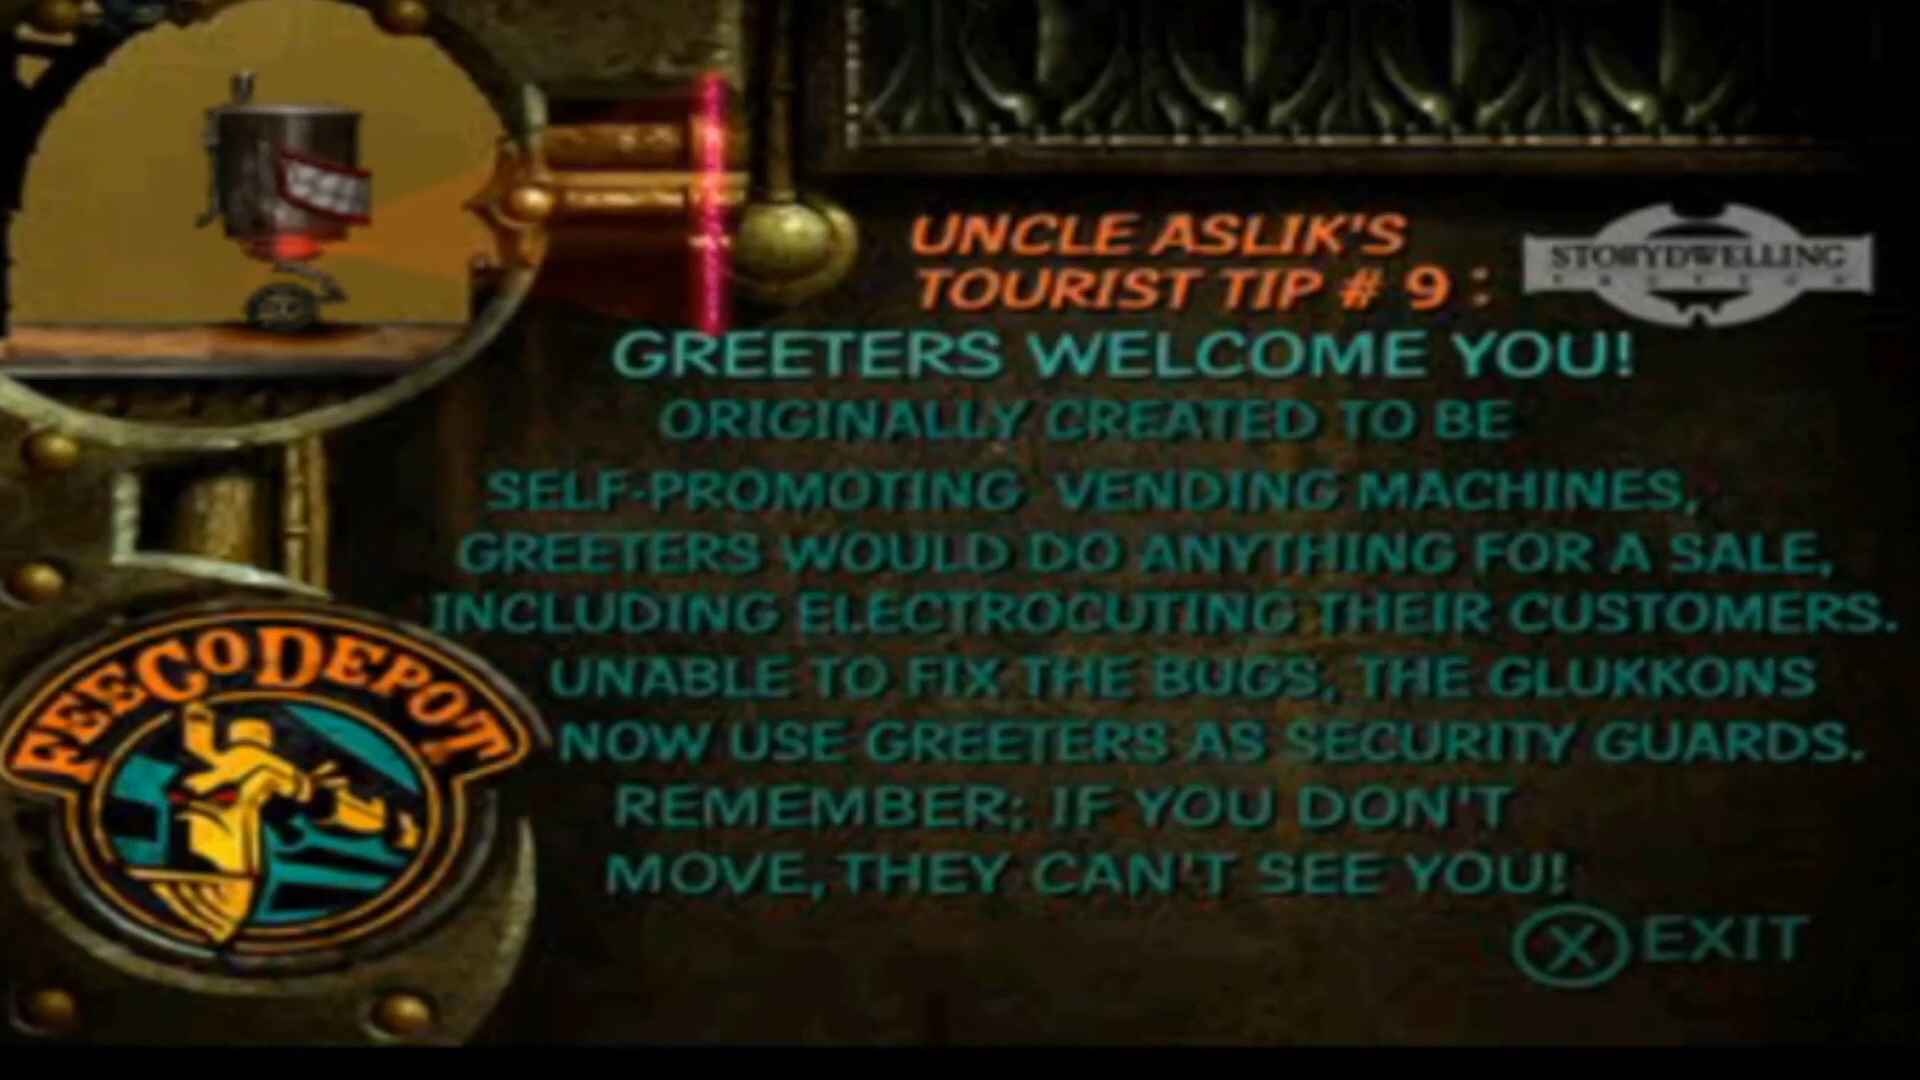 UNCLE ASLIK'S
TOURIST TIP # 9 :
STORYDWELLING
GREETERS WELCOME YOU!
ORIGINALLY CREATED TO BE
SELF-PROMOTING VENDING MACHINES,
GREETERS WOULD DO ANYTHING FOR A SALE,
INCLUDING ELECTROCUTING THEIR CUSTOMERS.
UNABLE TO FIX THE BUGS, THE GLUKKONS
NOW USE GREETERS AS SECURITY GUARDS.
REMEMBER: IF YOU DON'T
MOVE, THEY CAN'T SEE YOU!
X EXIT
FEECO DEPOT